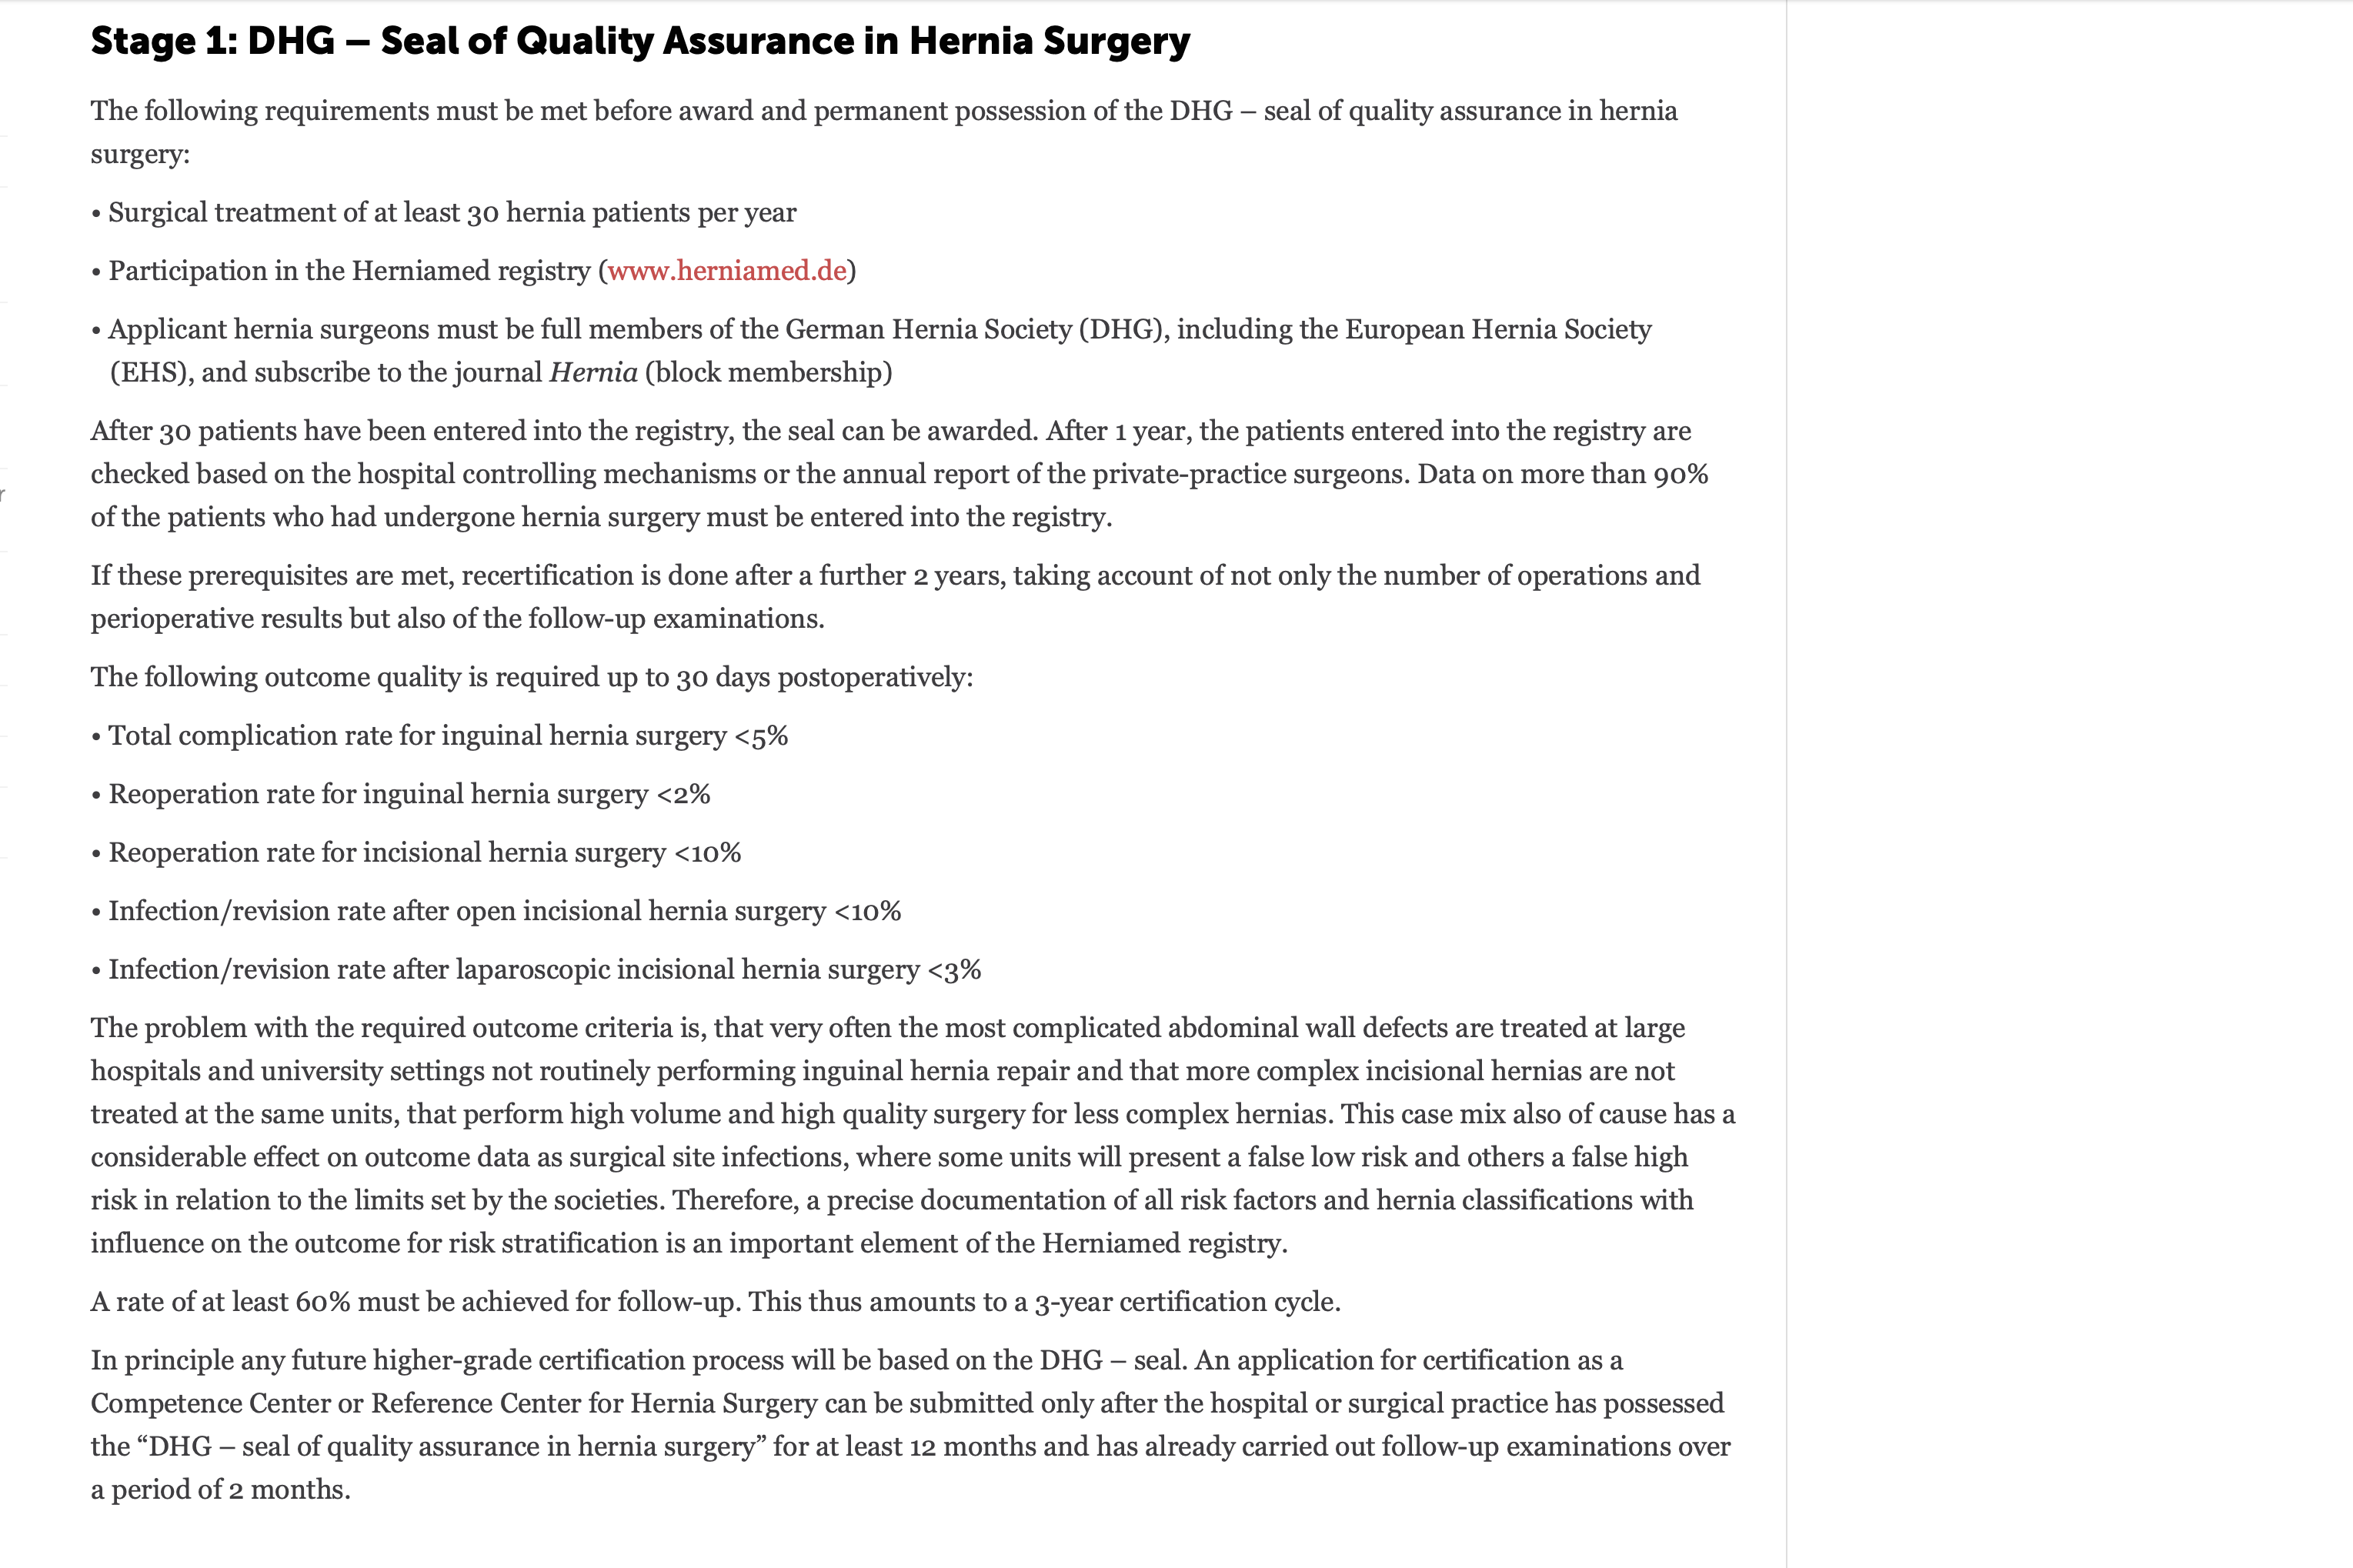 Stage 1: DHG – Seal of Quality Assurance in Hernia Surgery
The following requirements must be met before award and permanent possession of the DHG – seal of quality assurance in hernia
surgery:
• Surgical treatment of at least 30 hernia patients per year
• Participation in the Herniamed registry (www.herniamed.de)
• Applicant hernia surgeons must be full members of the German Hernia Society (DHG), including the European Hernia Society
(EHS), and subscribe to the journal Hernia (block membership)
After 30 patients have been entered into the registry, the seal can be awarded. After 1 year, the patients entered into the registry are
checked based on the hospital controlling mechanisms or the annual report of the private-practice surgeons. Data on more than 90%
of the patients who had undergone hernia surgery must be entered into the registry.
If these prerequisites are met, recertification is done after a further 2 years, taking account of not only the number of operations and
perioperative results but also of the follow-up examinations.
The following outcome quality is required up to 30 days postoperatively:
• Total complication rate for inguinal hernia surgery <5%
• Reoperation rate for inguinal hernia surgery <2%
• Reoperation rate for incisional hernia surgery <10%
• Infection/revision rate after open incisional hernia surgery <10%
• Infection/revision rate after laparoscopic incisional hernia surgery <3%
The problem with the required outcome criteria is, that very often the most complicated abdominal wall defects are treated at large
hospitals and university settings not routinely performing inguinal hernia repair and that more complex incisional hernias are not
treated at the same units, that perform high volume and high quality surgery for less complex hernias. This case mix also of cause has a
considerable effect on outcome data as surgical site infections, where some units will present a false low risk and others a false high
risk in relation to the limits set by the societies. Therefore, a precise documentation of all risk factors and hernia classifications with
influence on the outcome for risk stratification is an important element of the Herniamed registry.
A rate of at least 60% must be achieved for follow-up. This thus amounts to a 3-year certification cycle.
In principle any future higher-grade certification process will be based on the DHG – seal. An application for certification as a
Competence Center or Reference Center for Hernia Surgery can be submitted only after the hospital or surgical practice has possessed
the “DHG – seal of quality assurance in hernia surgery” for at least 12 months and has already carried out follow-up examinations over
a period of 2 months.